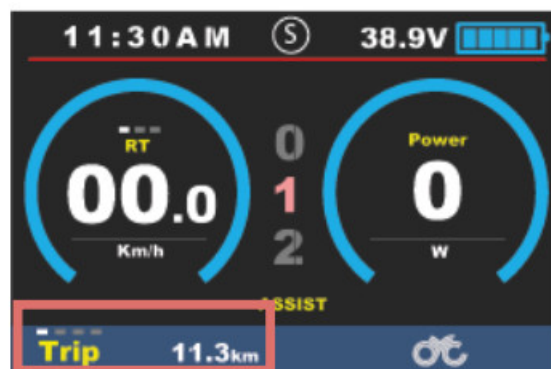 11:30AM S 38.9V
RT
00.0
Km/h
0
1
2
Power
0
W
ASSIST
Trip 11.3km